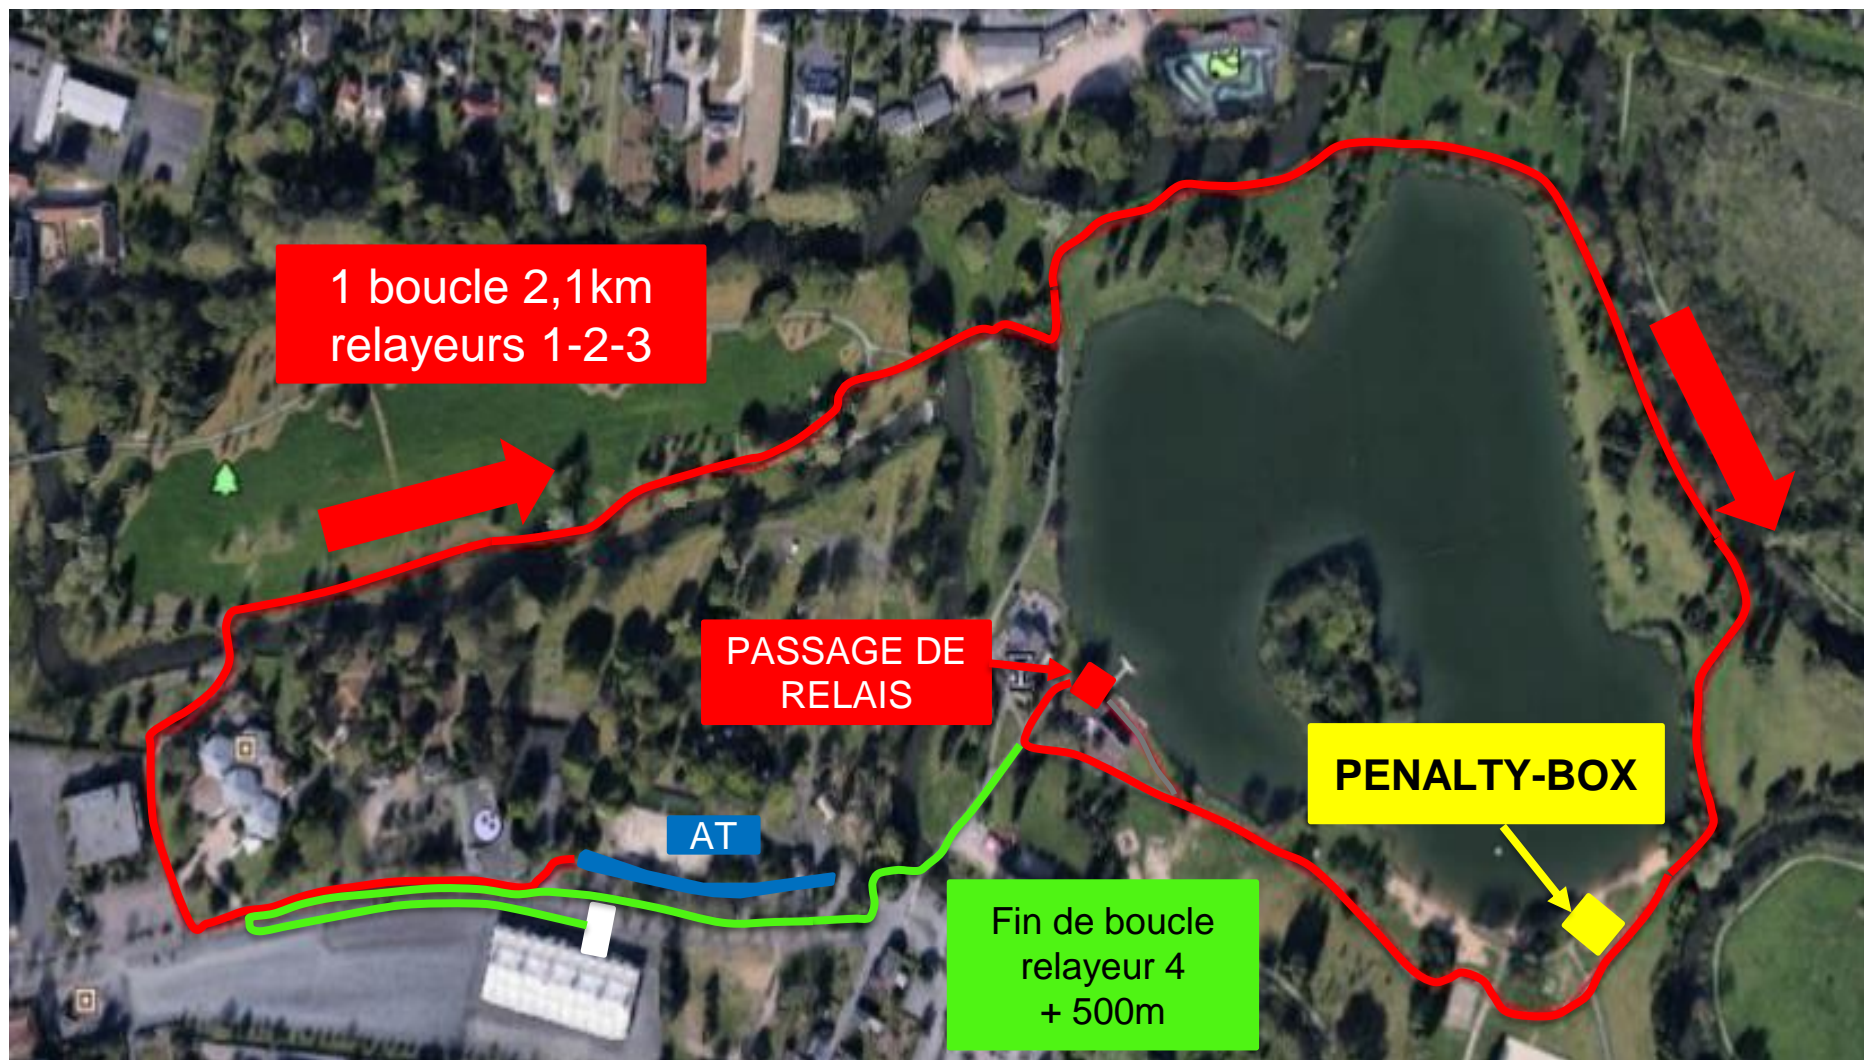 1 boucle 2,1km
relayeurs 1-2-3
PASSAGE DE
RELAIS
PENALTY-BOX
AT
Fin de boucle
relayeur 4
+ 500m